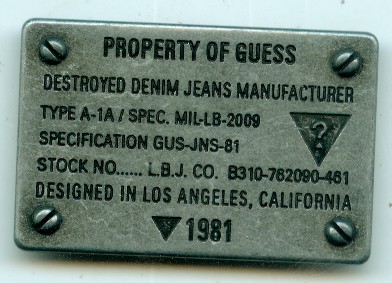 PROPERTY OF GUESS
DESTROYED DENIM JEANS MANUFACTURER
TYPE A-1A / SPEC. MIL-LB-2009
?
SPECIFICATION GUS-JNS-81
STOCK NO...... L.B.J. CO. B310-762090-461
DESIGNED IN LOS ANGELES, CALIFORNIA
1981